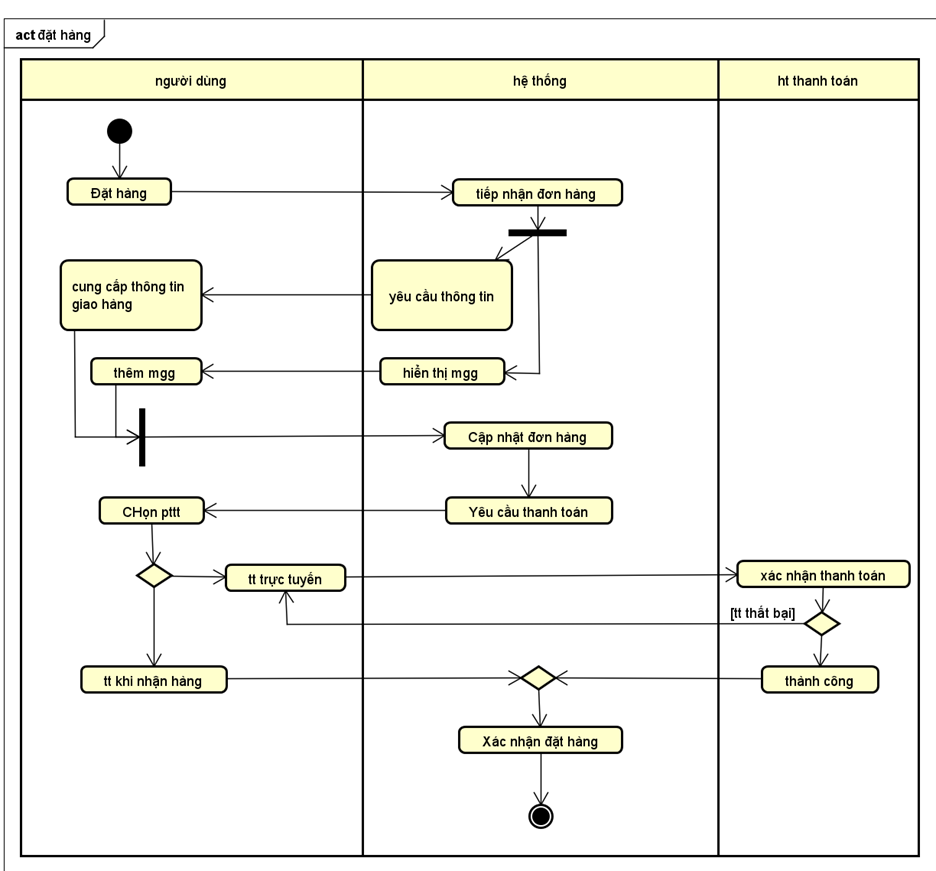 act đặt hàng
người dùng
hệ thống
ht thanh toán
Đặt hàng
tiếp nhận đơn hàng
cung cấp thông tin
giao hàng
yêu cầu thông tin
thêm mgg
hiển thị mgg
Cập nhật đơn hàng
CHọn pttt
Yêu cầu thanh toán
tt trực tuyến
xác nhận thanh toán
[tt thất bại]
tt khi nhận hàng
thành công
Xác nhận đặt hàng